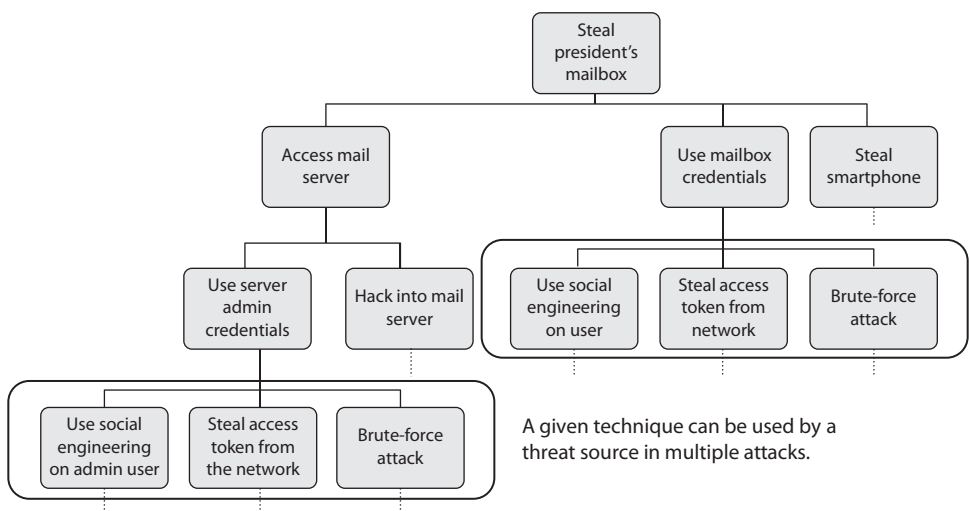 Steal
president’s
mailbox
Access mail
server
Use mailbox
credentials
Steal
smartphone
Use server
admin
credentials
Hack into mail
server
Use social
engineering
on user
Steal access
token from
network
Brute-force
attack
Use social
engineering
on admin user
Steal access
token from
the network
Brute-force
attack
A given technique can be used by a
threat source in multiple attacks.